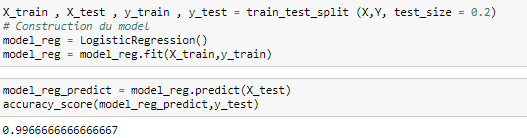 X_train , X_test , y_train , y_test = train_test_split (X,Y, test_size = 0.2)
# Construction du model
model_reg = LogisticRegression()
model_reg = model_reg.fit(X_train,y_train)
model_reg_predict = model_reg.predict(X_test)
accuracy_score(model_reg_predict,y_test)
0.9966666666666667